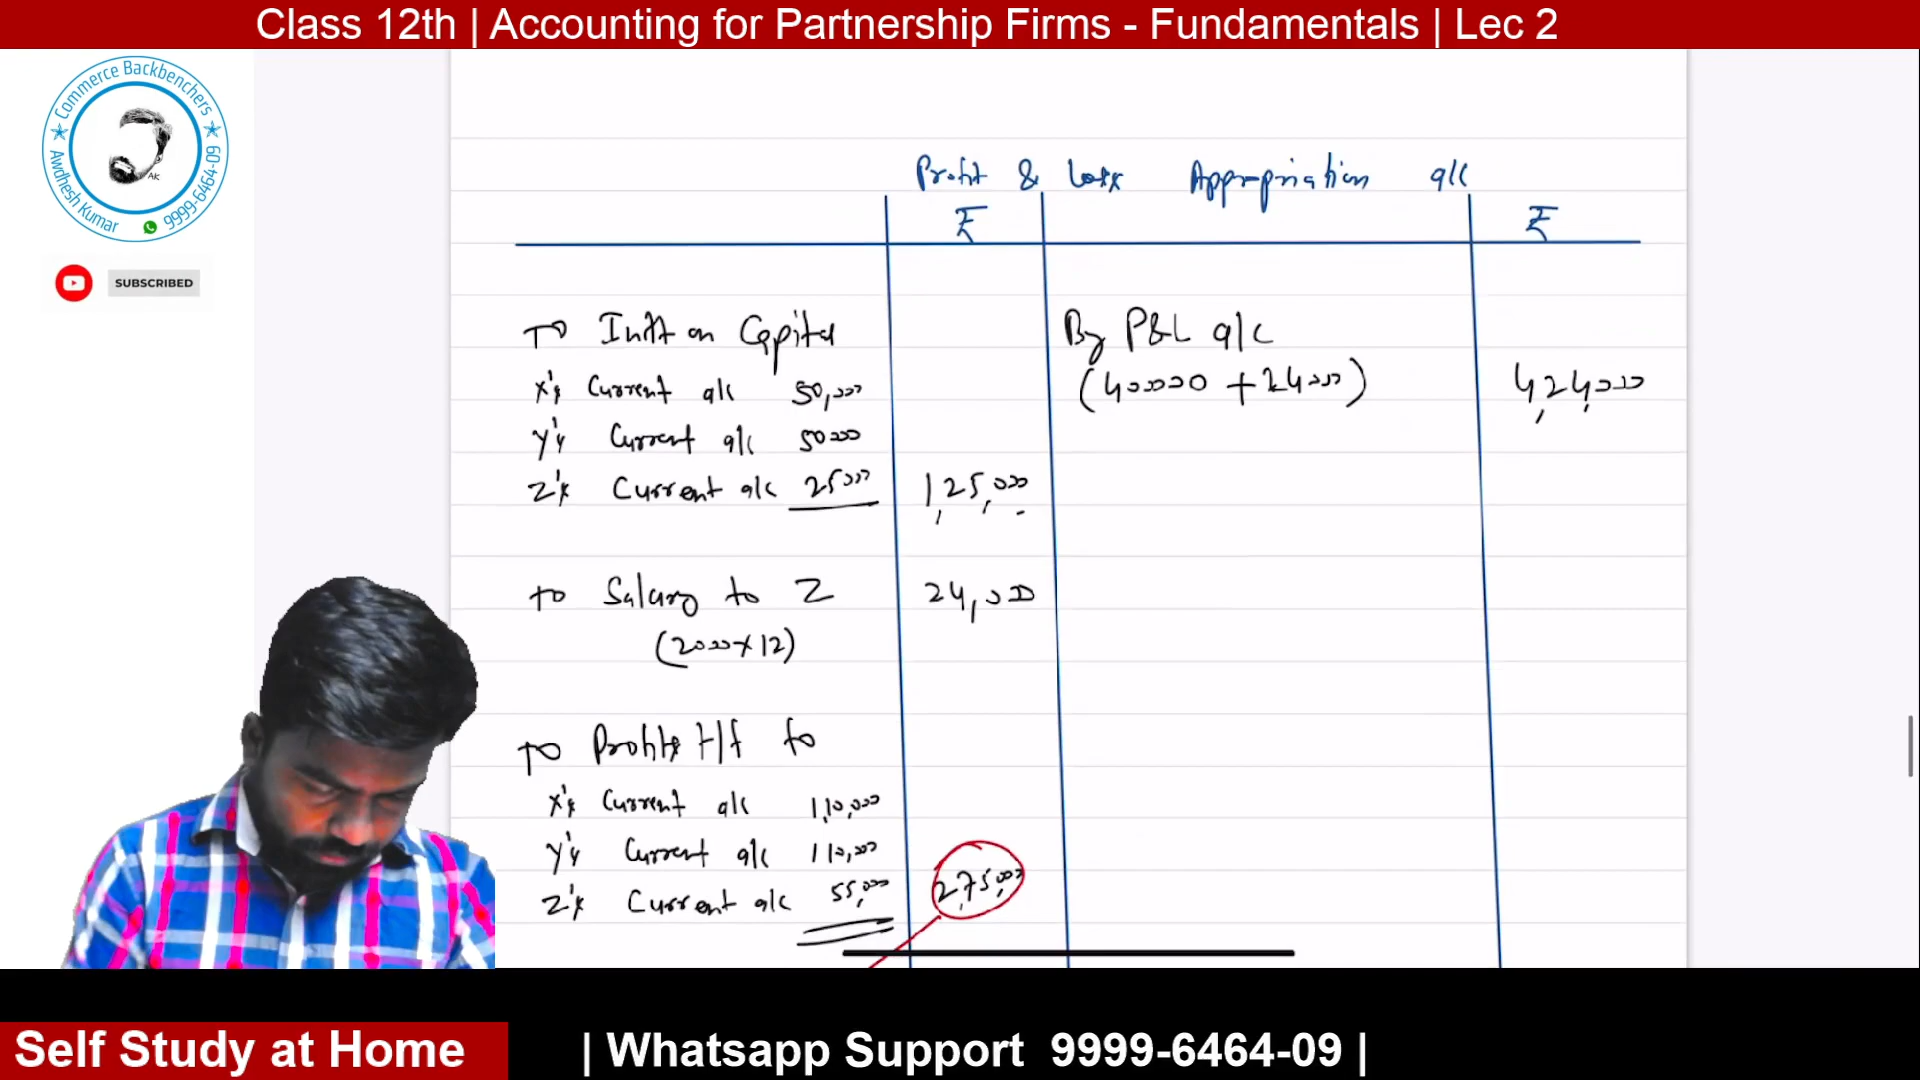 Class 12th | Accounting for Partnership Firms - Fundamentals | Lec 2
Commerce Backbenchers
AK
Awdhesh Kumar 9999-6464-09
SUBSCRIBED
Profit & Loss Appropriation a/c
₹ ₹
To Intt on Capital By P&L a/c
X's Current a/c 50,000 (400000 + 24000) 4,24,000
Y's Current a/c 50000
Z's Current a/c 25000 1,25,000
To Salary to Z 24,000
(2000×12)
To Profits t/f to
X's Current a/c 1,10,000
Y's Current a/c 110,000
Z's Current a/c 55,000 2,75,000
Self Study at Home | Whatsapp Support 9999-6464-09 |